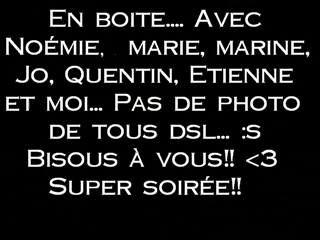 En boite.... Avec
Noémie, marie, marine,
Jo, Quentin, Etienne
et moi... Pas de photo
de tous dsl... :s
Bisous à vous!! <3
Super soirée!!